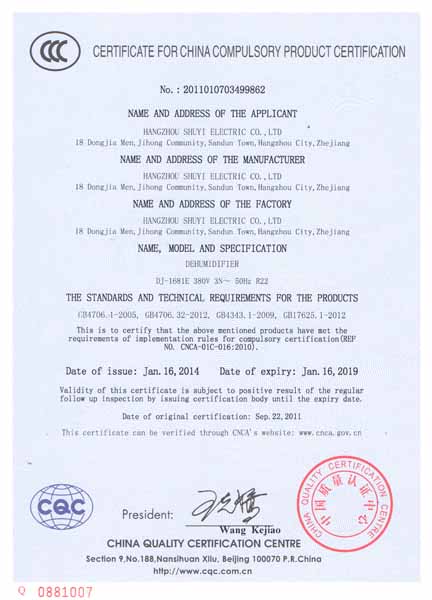 CCC
CERTIFICATE FOR CHINA COMPULSORY PRODUCT CERTIFICATION
No.: 2011010703499862
NAME AND ADDRESS OF THE APPLICANT
HANGZHOU SHUYI ELECTRIC CO.,LTD
18 Dongjia Men,Jihong Community,Sandun Town,Hangzhou City,Zhejiang
NAME AND ADDRESS OF THE MANUFACTURER
HANGZHOU SHUYI ELECTRIC CO.,LTD
18 Dongjia Men,Jihong Community,Sandun Town,Hangzhou City,Zhejiang
NAME AND ADDRESS OF THE FACTORY
HANGZHOU SHUYI ELECTRIC CO.,LTD
18 Dongjia Men,Jihong Community,Sandun Town,Hangzhou City,Zhejiang
NAME, MODEL AND SPECIFICATION
DEHUMIDIFIER
DJ-1681E 380V 3N～ 50Hz R22
THE STANDARDS AND TECHNICAL REQUIREMENTS FOR THE PRODUCTS
GB4706.1-2005, GB4706.32-2012, GB4343.1-2009, GB17625.1-2012
This is to certify that the above mentioned products have met the
requirements of implementation rules for compulsory certification(REF
NO. CNCA-01C-016:2010).
Date of issue: Jan.16,2014 Date of expiry: Jan.16,2019
Validity of this certificate is subject to positive result of the regular
follow up inspection by issuing certification body until the expiry date.
Date of original certification: Sep.22,2011
This certificate can be verified through CNCA's website: www.cnca.gov.cn
CQC
President:
Wang Kejiao
CHINA QUALITY CERTIFICATION CENTRE
中国质量认证中心
CHINA QUALITY CERTIFICATION CENTRE
Section 9,No.188,Nansihuan Xilu, Beijing 100070 P.R.China
http://www.cqc.com.cn
Q 0881007